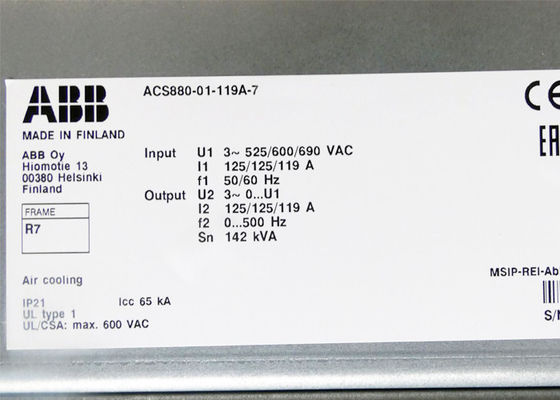 ABB
ACS880-01-119A-7
CE
MADE IN FINLAND
ABB Oy
Hiomotie 13
00380 Helsinki
Finland
Input U1 3~ 525/600/690 VAC
I1 125/125/119 A
f1 50/60 Hz
Output U2 3~ 0...U1
I2 125/125/119 A
f2 0...500 Hz
Sn 142 kVA
FRAME
R7
Air cooling
IP21 Icc 65 kA
UL type 1
UL/CSA: max. 600 VAC
MSIP-REI-Ab